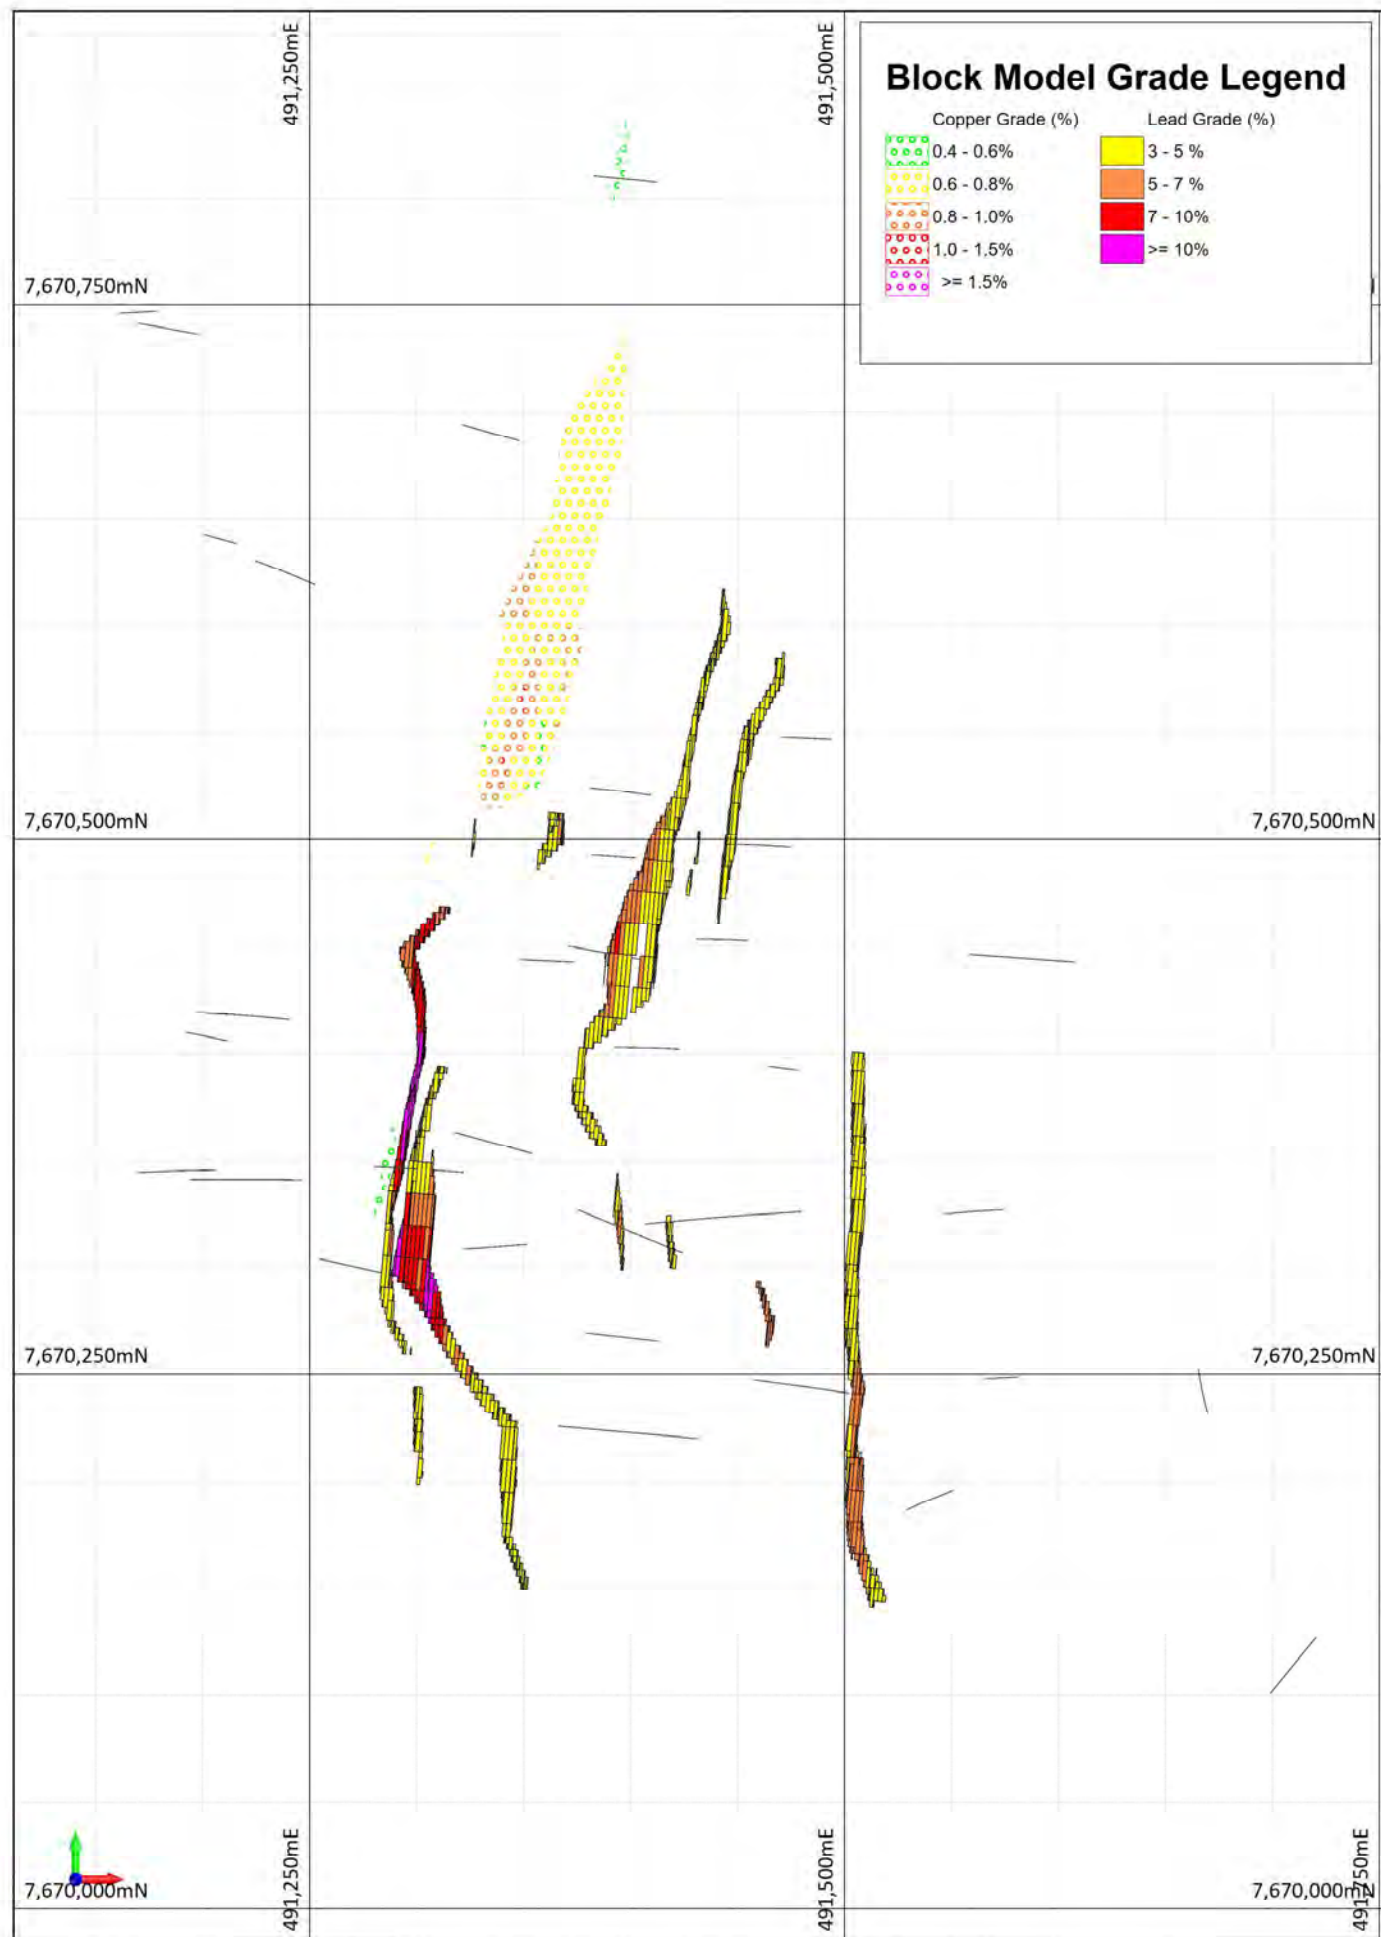 491,250mE
491,500mE
Block Model Grade Legend
Copper Grade (%)
Lead Grade (%)
0.4 - 0.6%
3 - 5 %
0.6 - 0.8%
5 - 7 %
0.8 - 1.0%
7 - 10%
1.0 - 1.5%
>= 10%
>= 1.5%
7,670,750mN
7,670,500mN
7,670,500mN
7,670,250mN
7,670,250mN
491,250mE
491,500mE
491,750mE
7,670,000mN
7,670,000mN